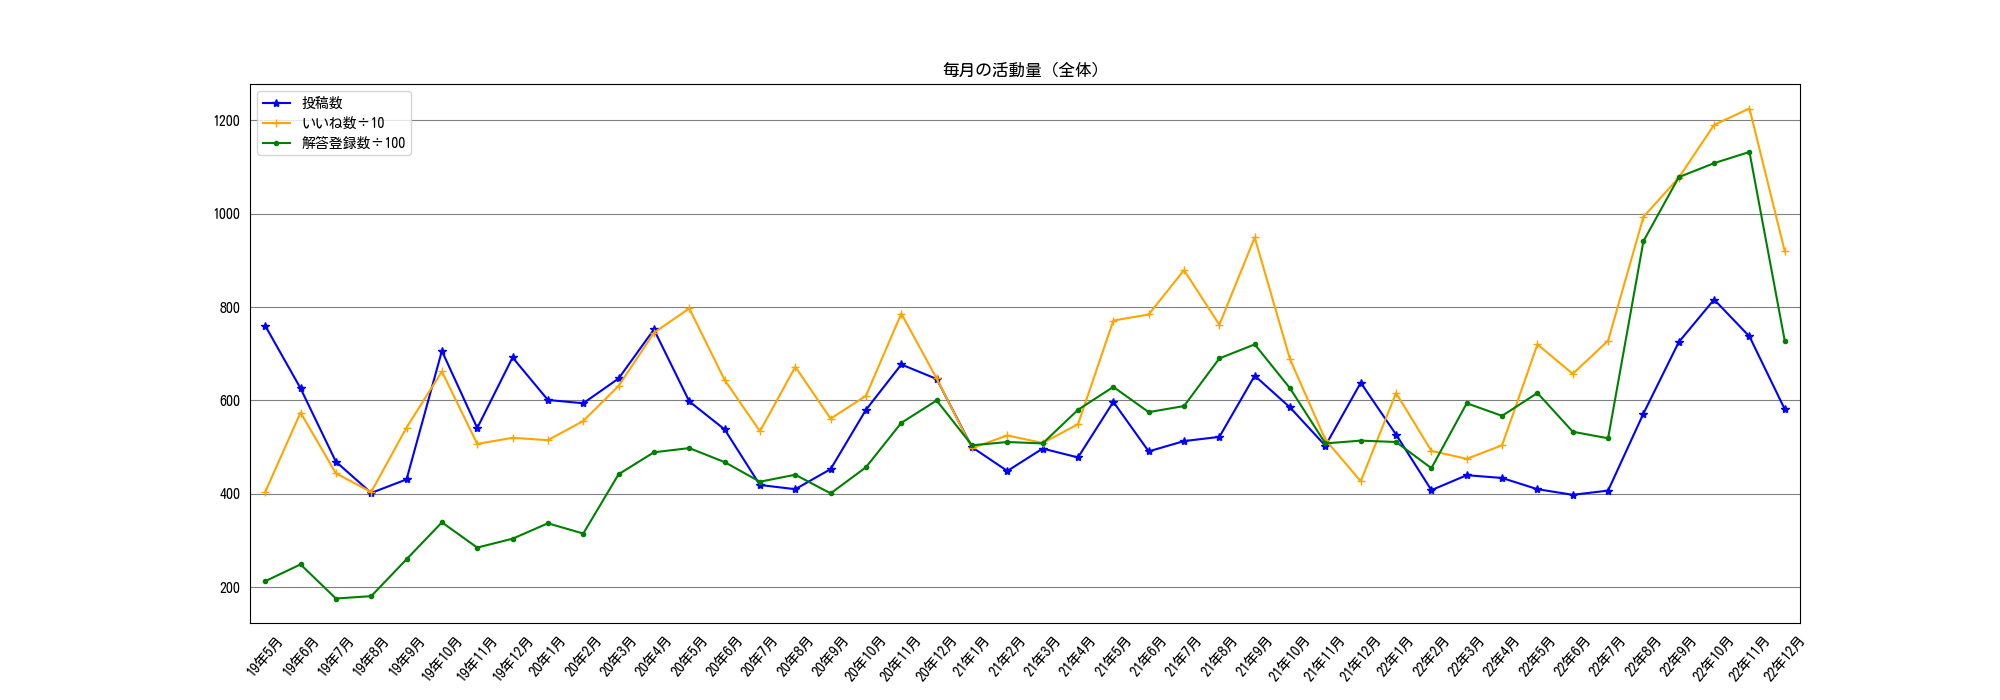 毎月の活動量（全体）
投稿数
いいね数÷10
解答登録数÷100
1200
1000
800
600
400
200
19年5月
19年6月
19年7月
19年8月
19年9月
19年10月
19年11月
19年12月
20年1月
20年2月
20年3月
20年4月
20年5月
20年6月
20年7月
20年8月
20年9月
20年10月
20年11月
20年12月
21年1月
21年2月
21年3月
21年4月
21年5月
21年6月
21年7月
21年8月
21年9月
21年10月
21年11月
21年12月
22年1月
22年2月
22年3月
22年4月
22年5月
22年6月
22年7月
22年8月
22年9月
22年10月
22年11月
22年12月